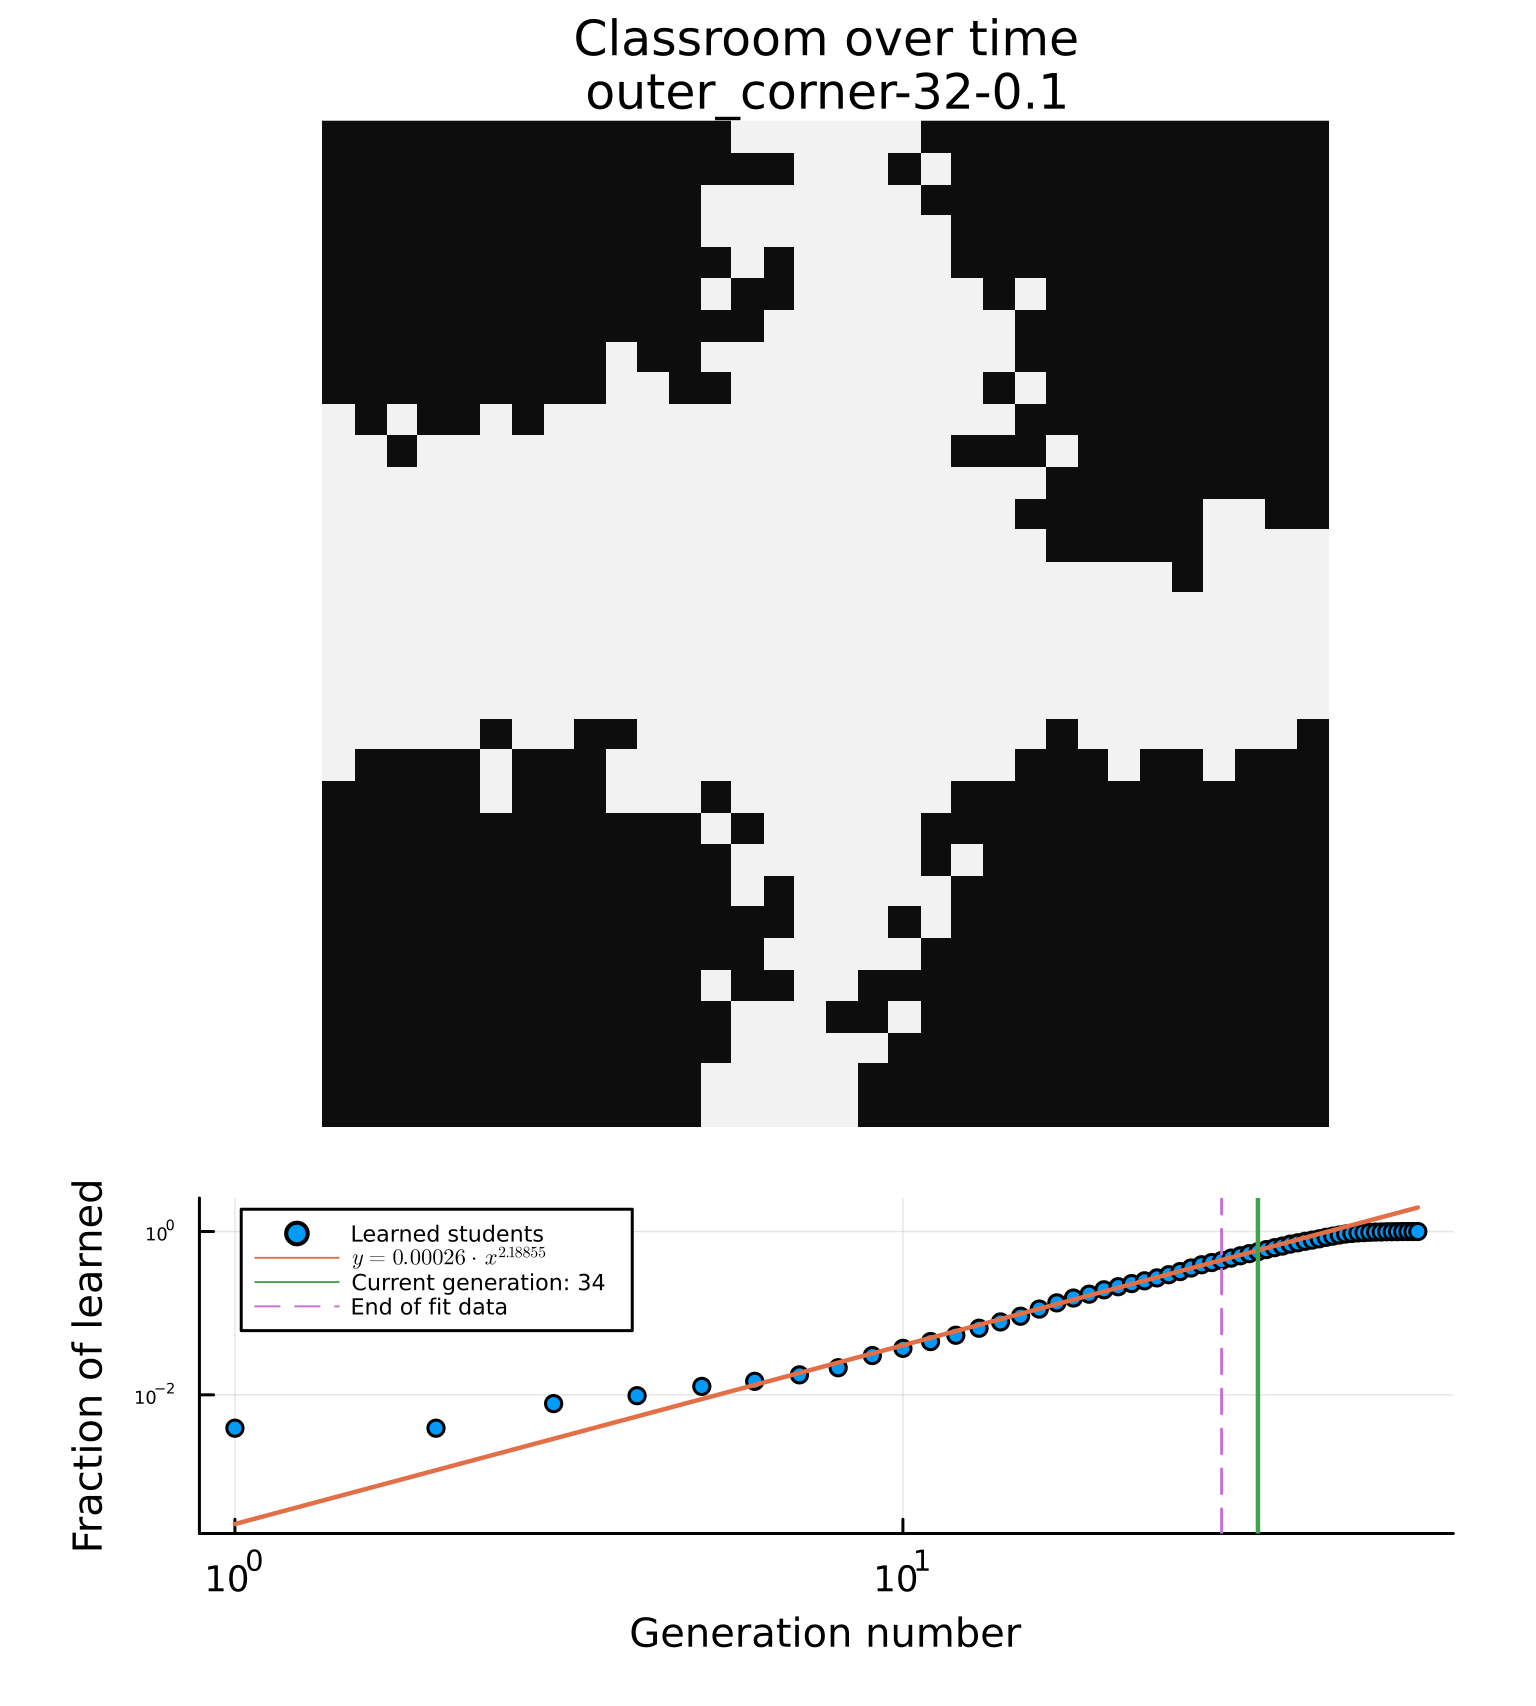 Classroom over time
outer_corner-32-0.1
Fraction of learned
10^0
10^−2
Learned students
y = 0.00026 · x^2.18855
Current generation: 34
End of fit data
10^0
10^1
Generation number